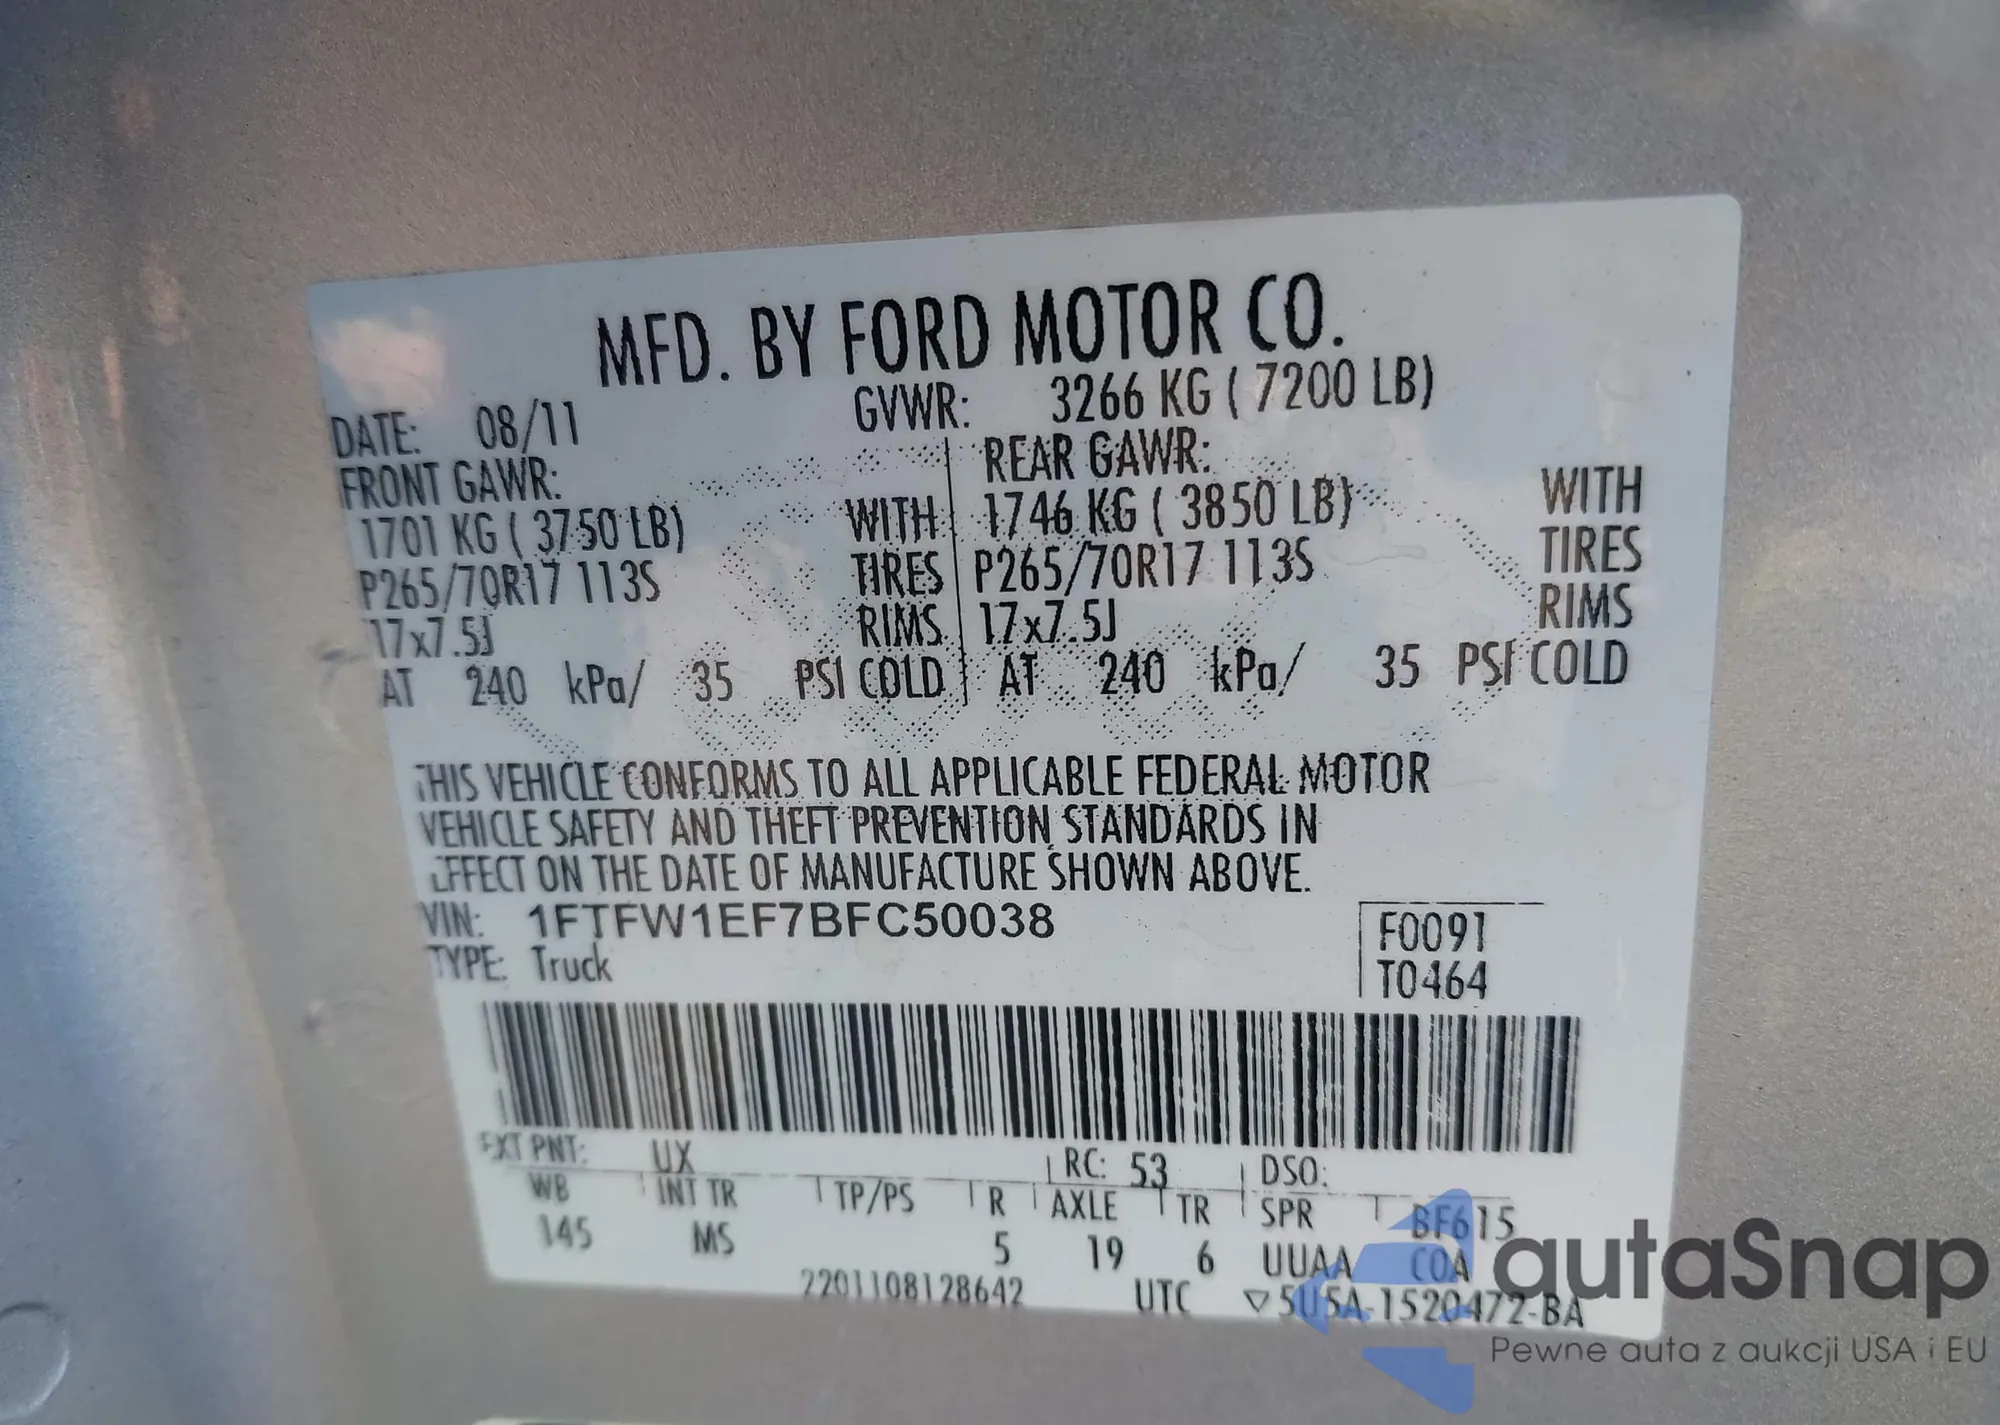 MFD. BY FORD MOTOR CO.
DATE: 08/11 GVWR: 3266 KG ( 7200 LB)
FRONT GAWR: REAR GAWR:
1701 KG ( 3750 LB) WITH 1746 KG ( 3850 LB) WITH
P265/70R17 113S TIRES P265/70R17 113S TIRES
17x7.5J RIMS 17x7.5J RIMS
AT 240 kPa/ 35 PSI COLD AT 240 kPa/ 35 PSI COLD
THIS VEHICLE CONFORMS TO ALL APPLICABLE FEDERAL MOTOR
VEHICLE SAFETY AND THEFT PREVENTION STANDARDS IN
EFFECT ON THE DATE OF MANUFACTURE SHOWN ABOVE.
VIN: 1FTFW1EF7BFC50038 F0091
TYPE: Truck T0464
EXT PNT: UX RC: 53 DSO:
WB INT TR TP/PS R AXLE TR SPR BF615
145 MS 5 19 6 UUAA COA
2201108128642 UTC ▽5U5A-1520472-BA
autaSnap
Pewne auta z aukcji USA i EU